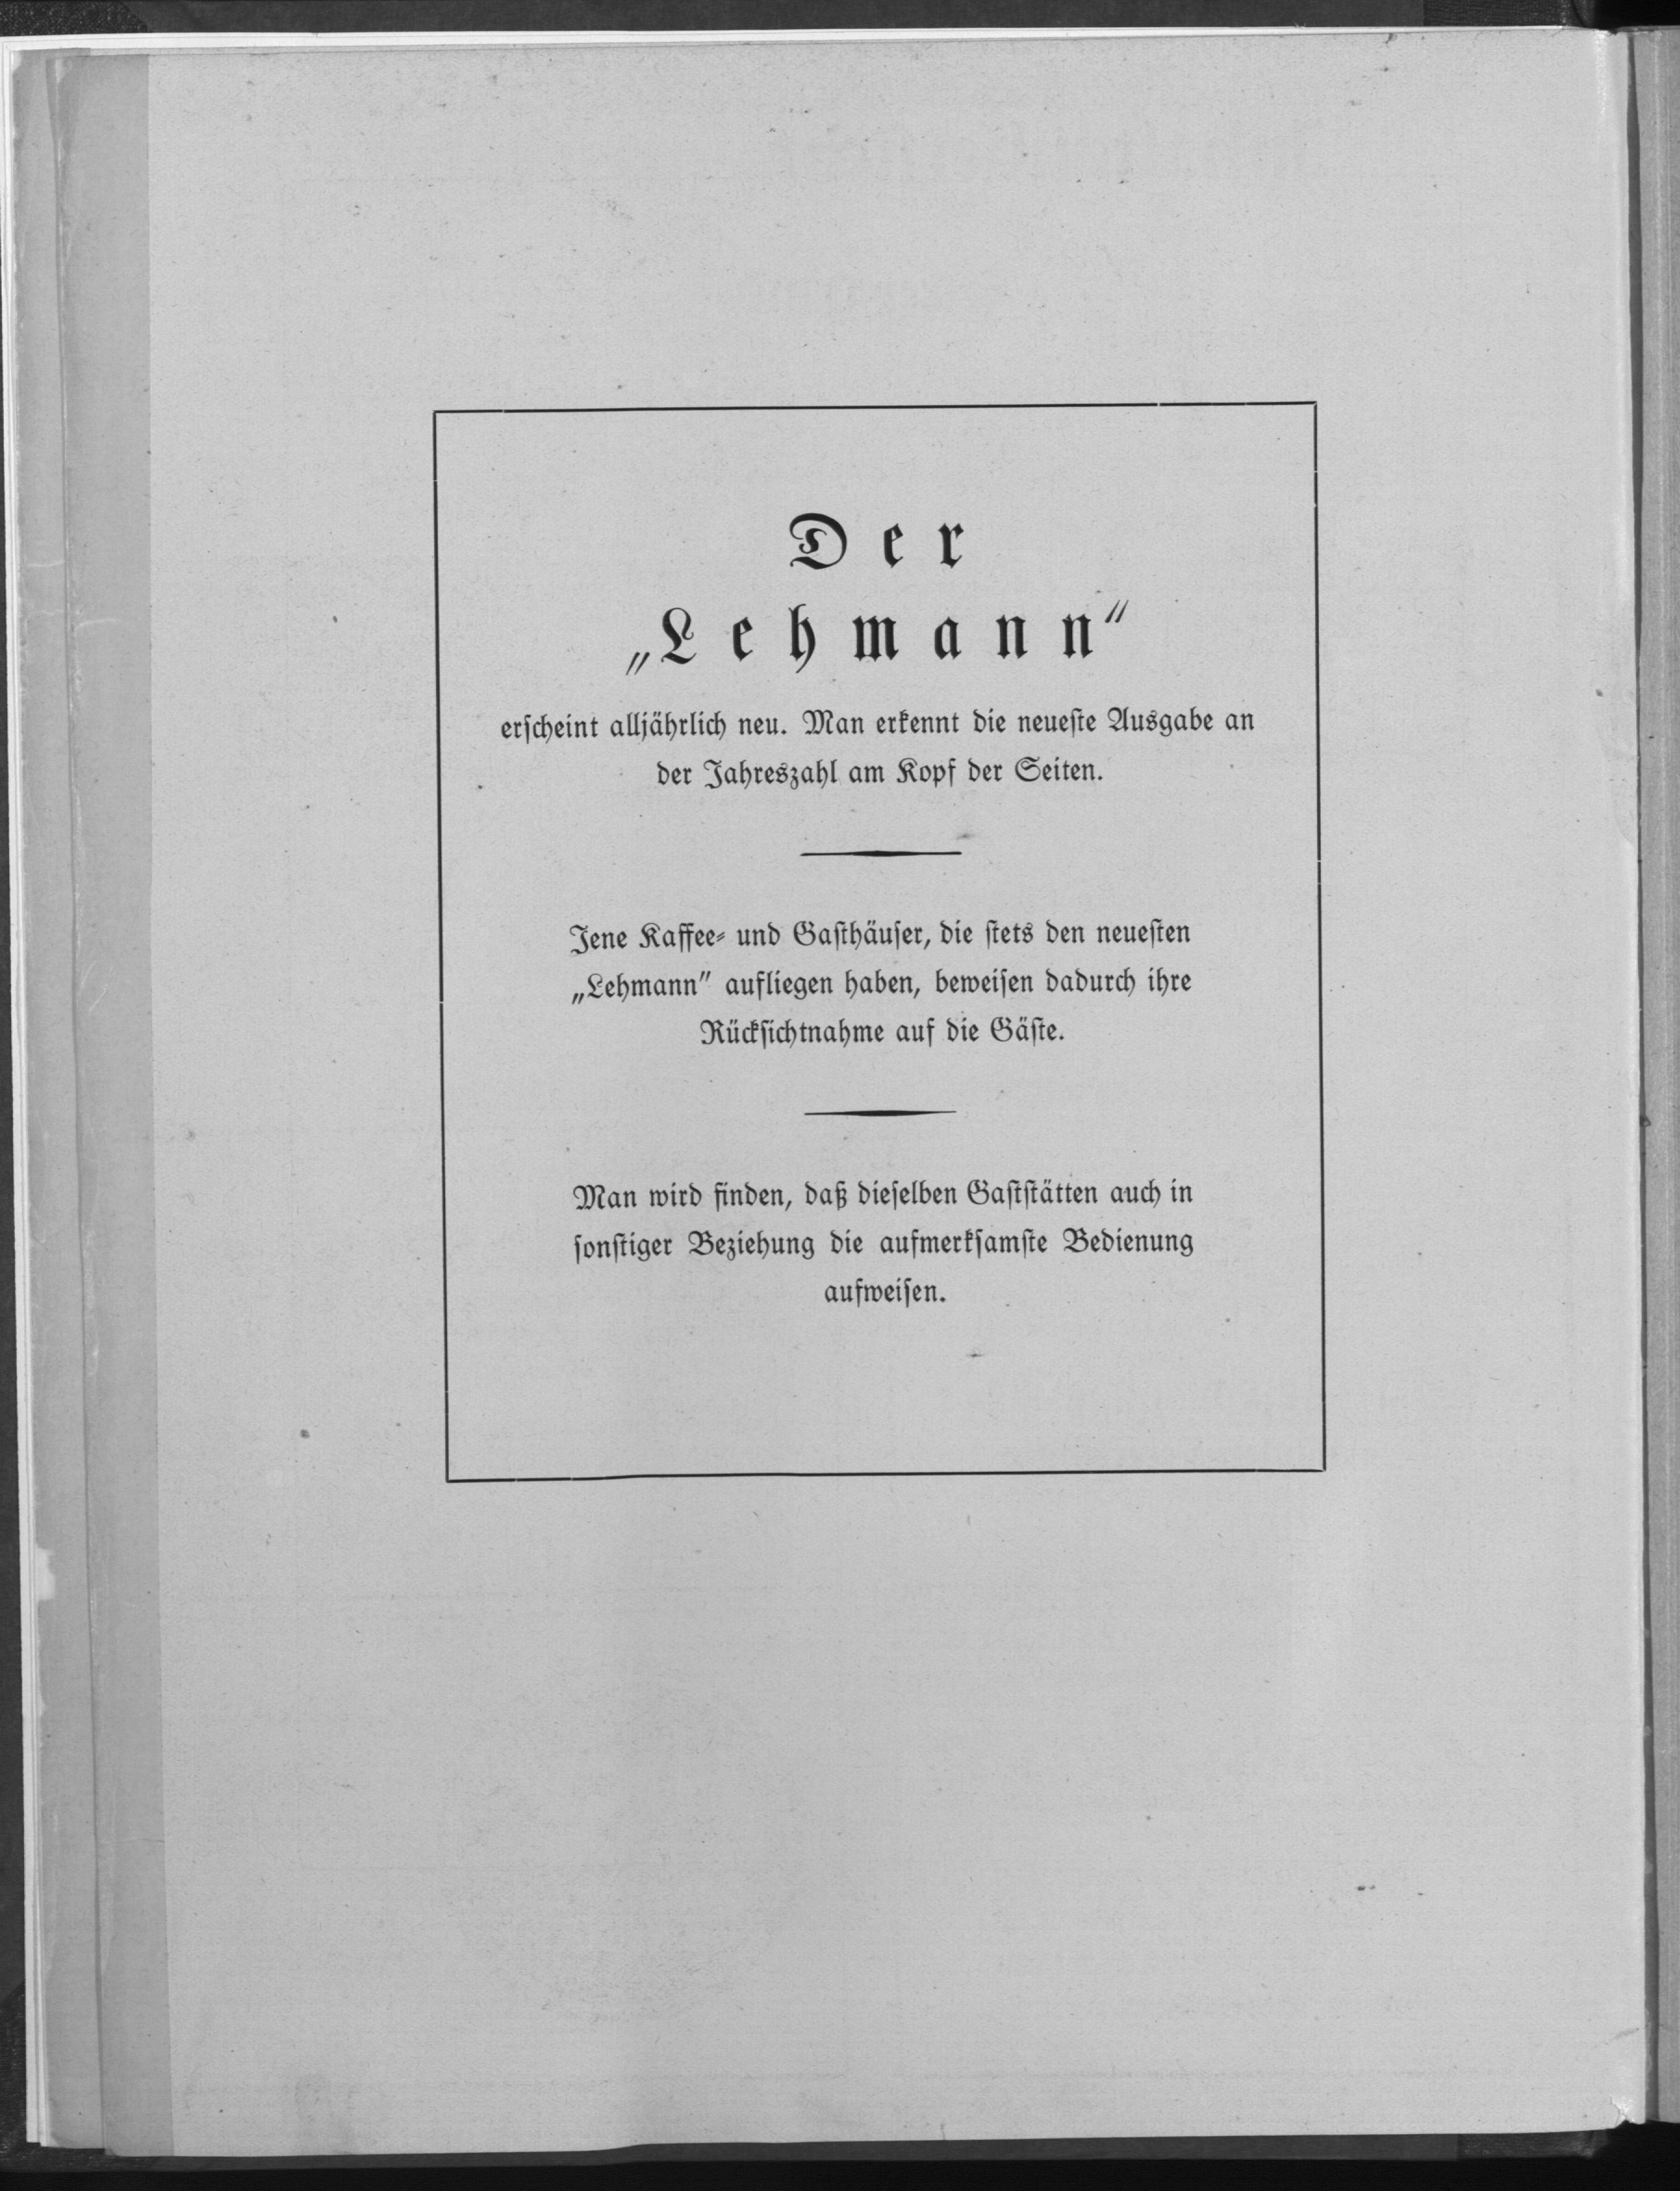 Der
„Lehmann"
erscheint alljährlich neu. Man erkennt die neueste Ausgabe an
der Jahreszahl am Kopf der Seiten.
Jene Kaffee- und Gasthäuser, die stets den neuesten
„Lehmann" aufliegen haben, beweisen dadurch ihre
Rücksichtnahme auf die Gäste.
Man wird finden, daß dieselben Gaststätten auch in
sonstiger Beziehung die aufmerksamste Bedienung
aufweisen.